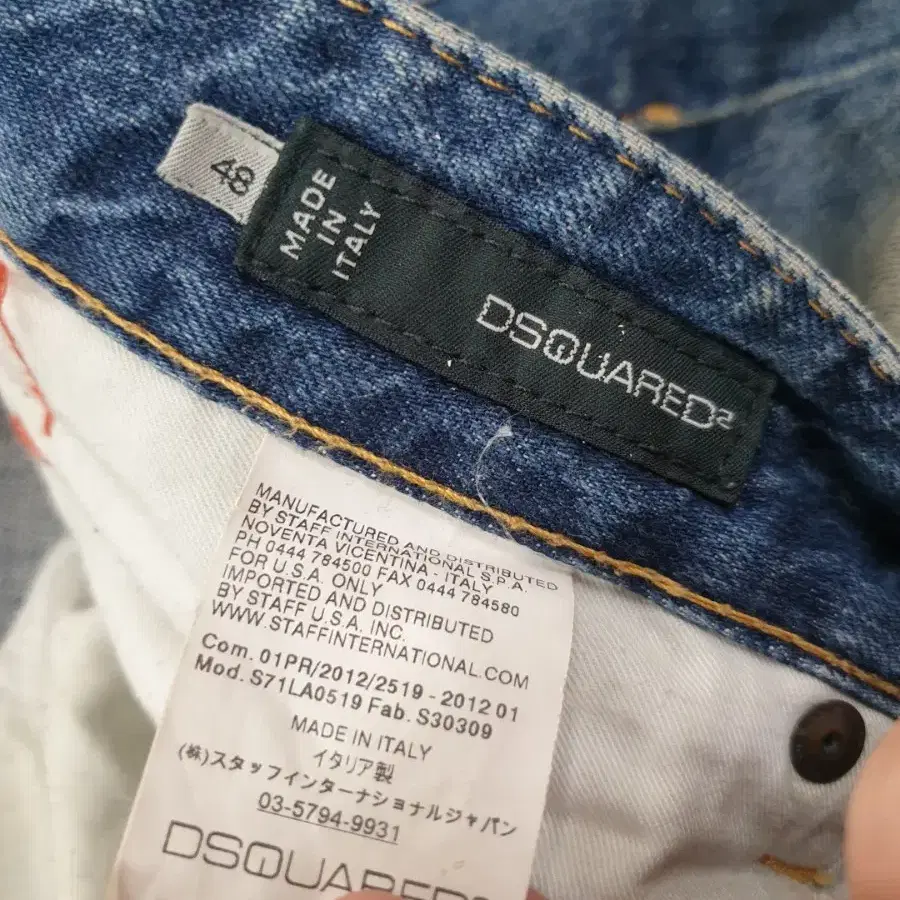 48
MADE
IN
ITALY
DSQUARED2
MANUFACTURED AND DISTRIBUTED
BY STAFF INTERNATIONAL S.P.A.
NOVENTA VICENTINA - ITALY
PH 0444 784500 FAX 0444 784580
FOR U.S.A. ONLY
IMPORTED AND DISTRIBUTED
BY STAFF U.S.A. INC.
WWW.STAFFINTERNATIONAL.COM
Com. 01PR/2012/2519 - 2012 01
Mod. S71LA0519 Fab. S30309
MADE IN ITALY
イタリア製
(株)スタッフインターナショナルジャパン
03-5794-9931
DSQUARED2